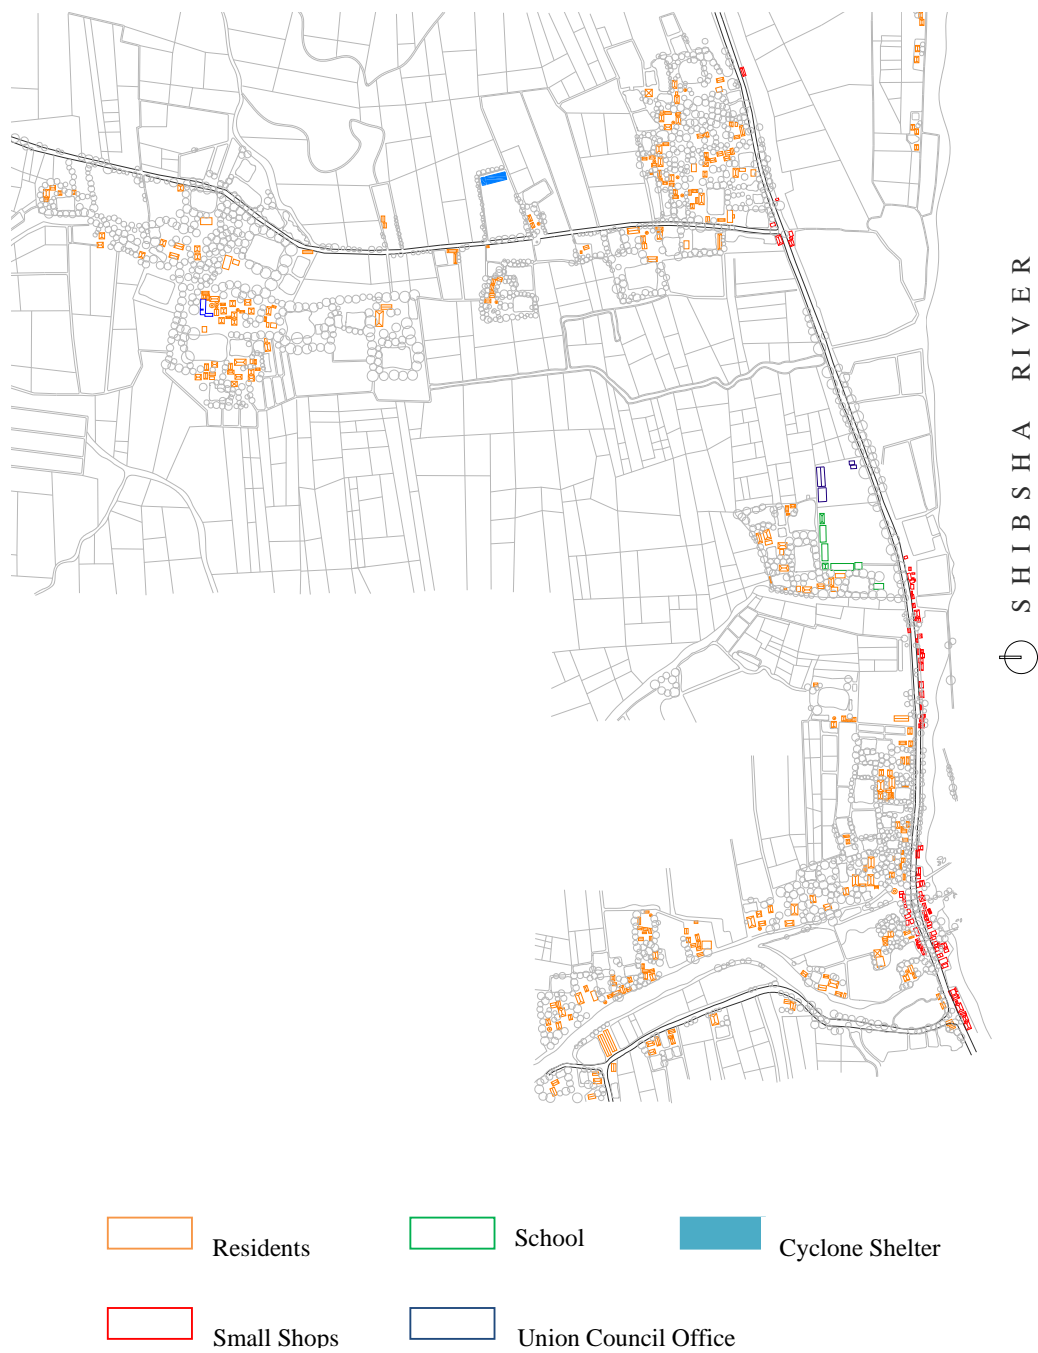 SHIBSHA RIVER
Residents
School
Cyclone Shelter
Small Shops
Union Council Office